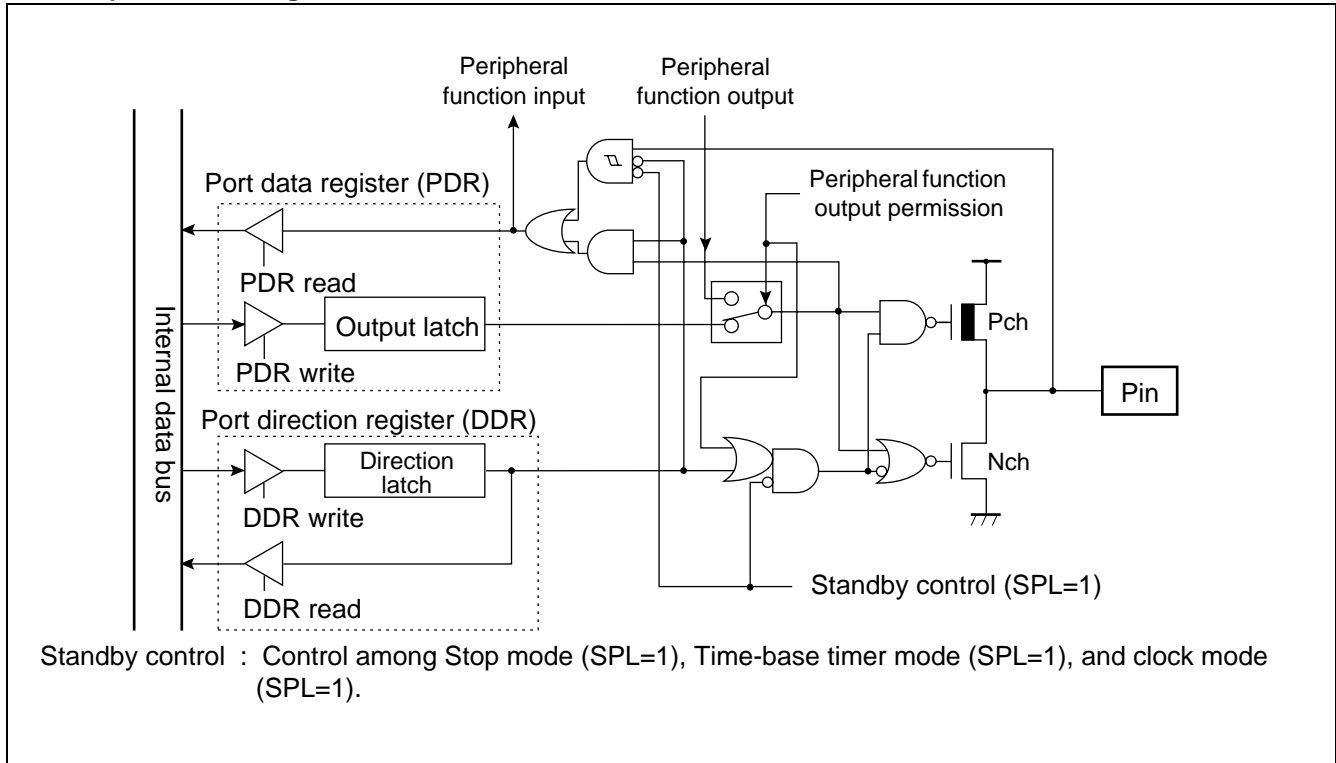 Peripheral
function input
Peripheral
function output
Port data register (PDR)
Peripheral function
output permission
PDR read
Output latch
PDR write
Pch
Pin
Internal data bus
Port direction register (DDR)
Direction
latch
Nch
DDR write
Standby control (SPL=1)
DDR read
Standby control : Control among Stop mode (SPL=1), Time-base timer mode (SPL=1), and clock mode
(SPL=1).